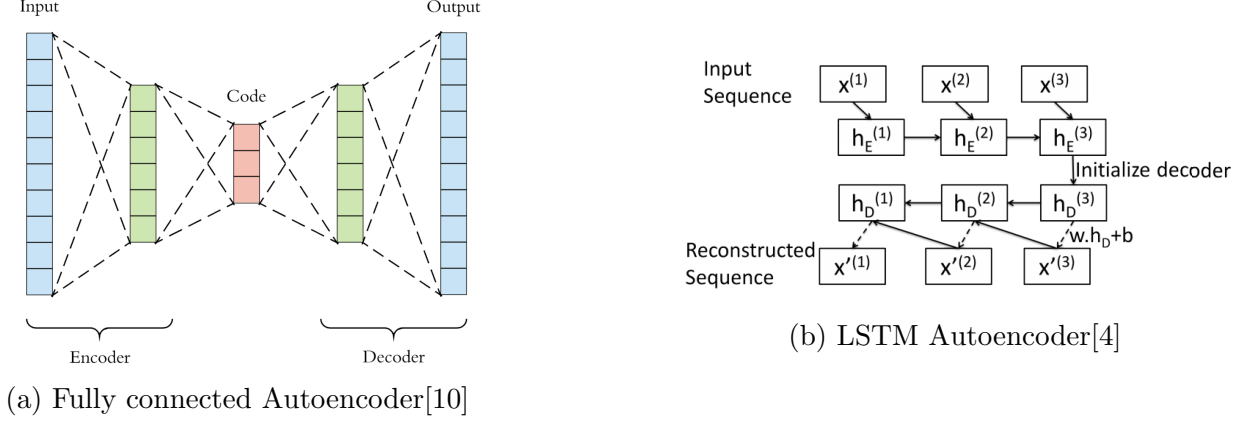 Input
Output
Code
Encoder
Decoder
(a) Fully connected Autoencoder[10]
Input
Sequence
x(1) x(2) x(3)
hE(1) hE(2) hE(3)
Initialize decoder
hD(1) hD(2) hD(3)
w.hD+b
Reconstructed
Sequence
x'(1) x'(2) x'(3)
(b) LSTM Autoencoder[4]